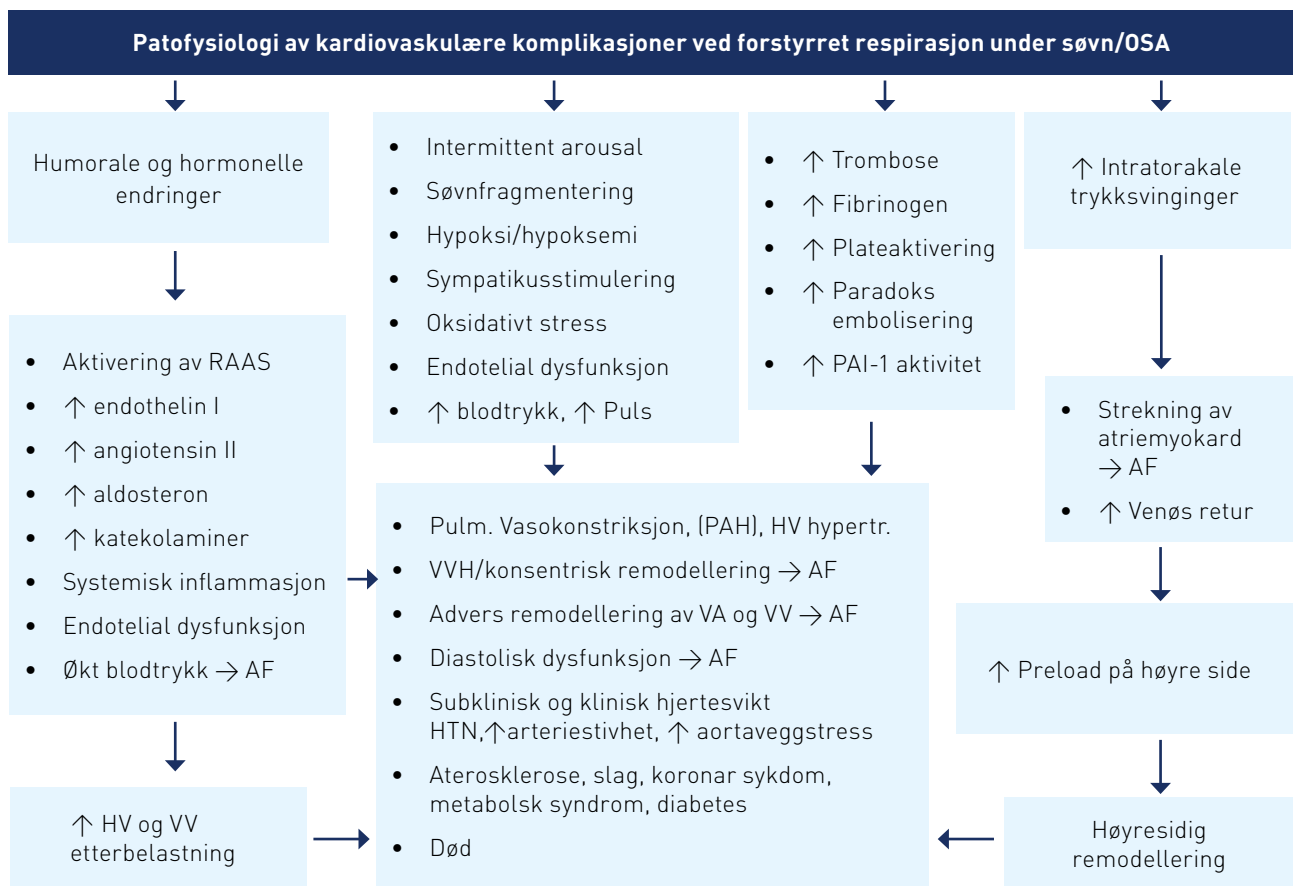 Patofysiologi av kardiovaskulære komplikasjoner ved forstyrret respirasjon under søvn/OSA
Humorale og hormonelle
endringer
• Aktivering av RAAS
• ↑ endothelin I
• ↑ angiotensin II
• ↑ aldosteron
• ↑ katekolaminer
• Systemisk inflammasjon
• Endotelial dysfunksjon
• Økt blodtrykk → AF
↑ HV og VV
etterbelastning
• Intermittent arousal
• Søvnfragmentering
• Hypoksi/hypoksemi
• Sympatikusstimulering
• Oksidativt stress
• Endotelial dysfunksjon
• ↑ blodtrykk, ↑ Puls
• ↑ Trombose
• ↑ Fibrinogen
• ↑ Plateaktivering
• ↑ Paradoks
embolisering
• ↑ PAI-1 aktivitet
• Pulm. Vasokonstriksjon, (PAH), HV hypertr.
• VVH/konsentrisk remodellering → AF
• Advers remodellering av VA og VV → AF
• Diastolisk dysfunksjon → AF
• Subklinisk og klinisk hjertesvikt
HTN,↑arteriestivhet, ↑ aortaveggstress
• Aterosklerose, slag, koronar sykdom,
metabolsk syndrom, diabetes
• Død
↑ Intratorakale
trykksvinginger
• Strekning av
atriemyokard
→ AF
• ↑ Venøs retur
↑ Preload på høyre side
Høyresidig
remodellering